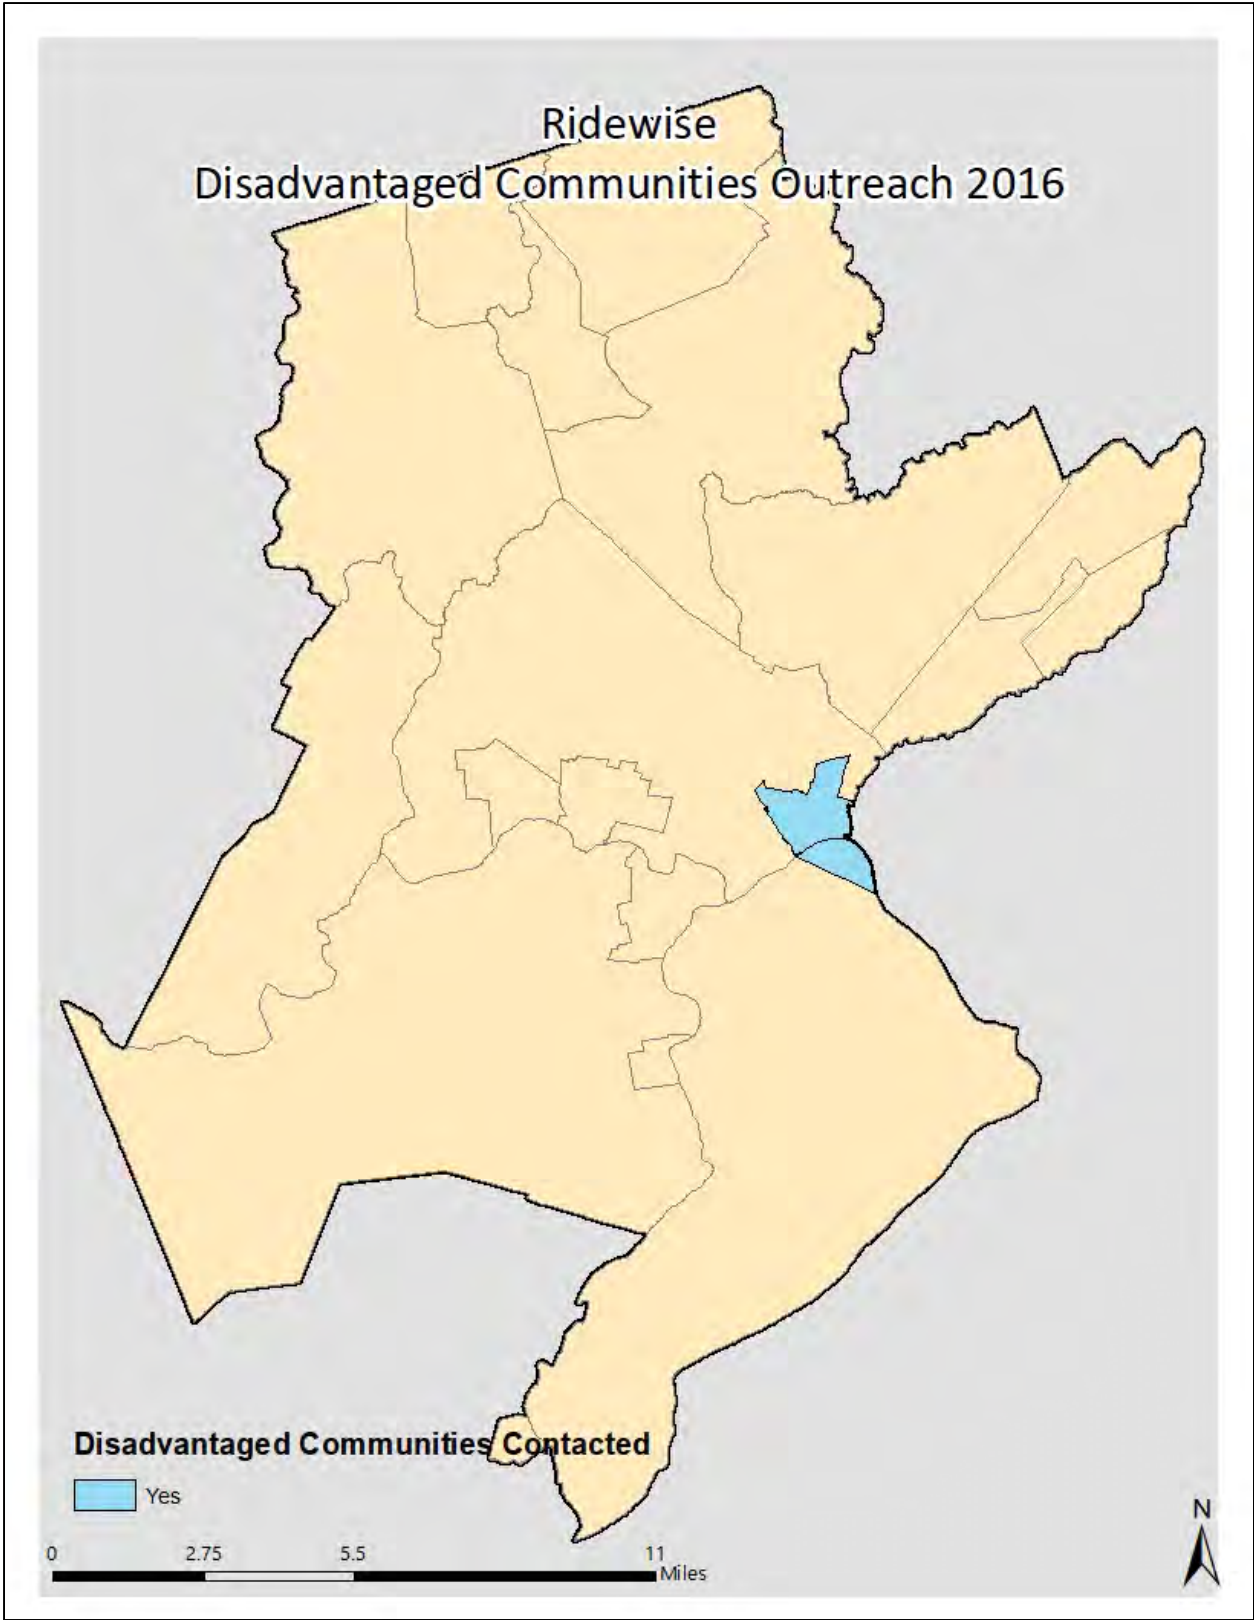 Ridewise
Disadvantaged Communities Outreach 2016
Disadvantaged Communities Contacted
Yes
0 2.75 5.5 11
Miles
N